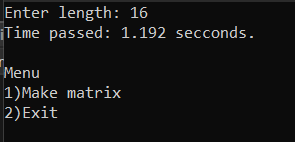 Enter length: 16
Time passed: 1.192 secconds.
Menu
1)Make matrix
2)Exit